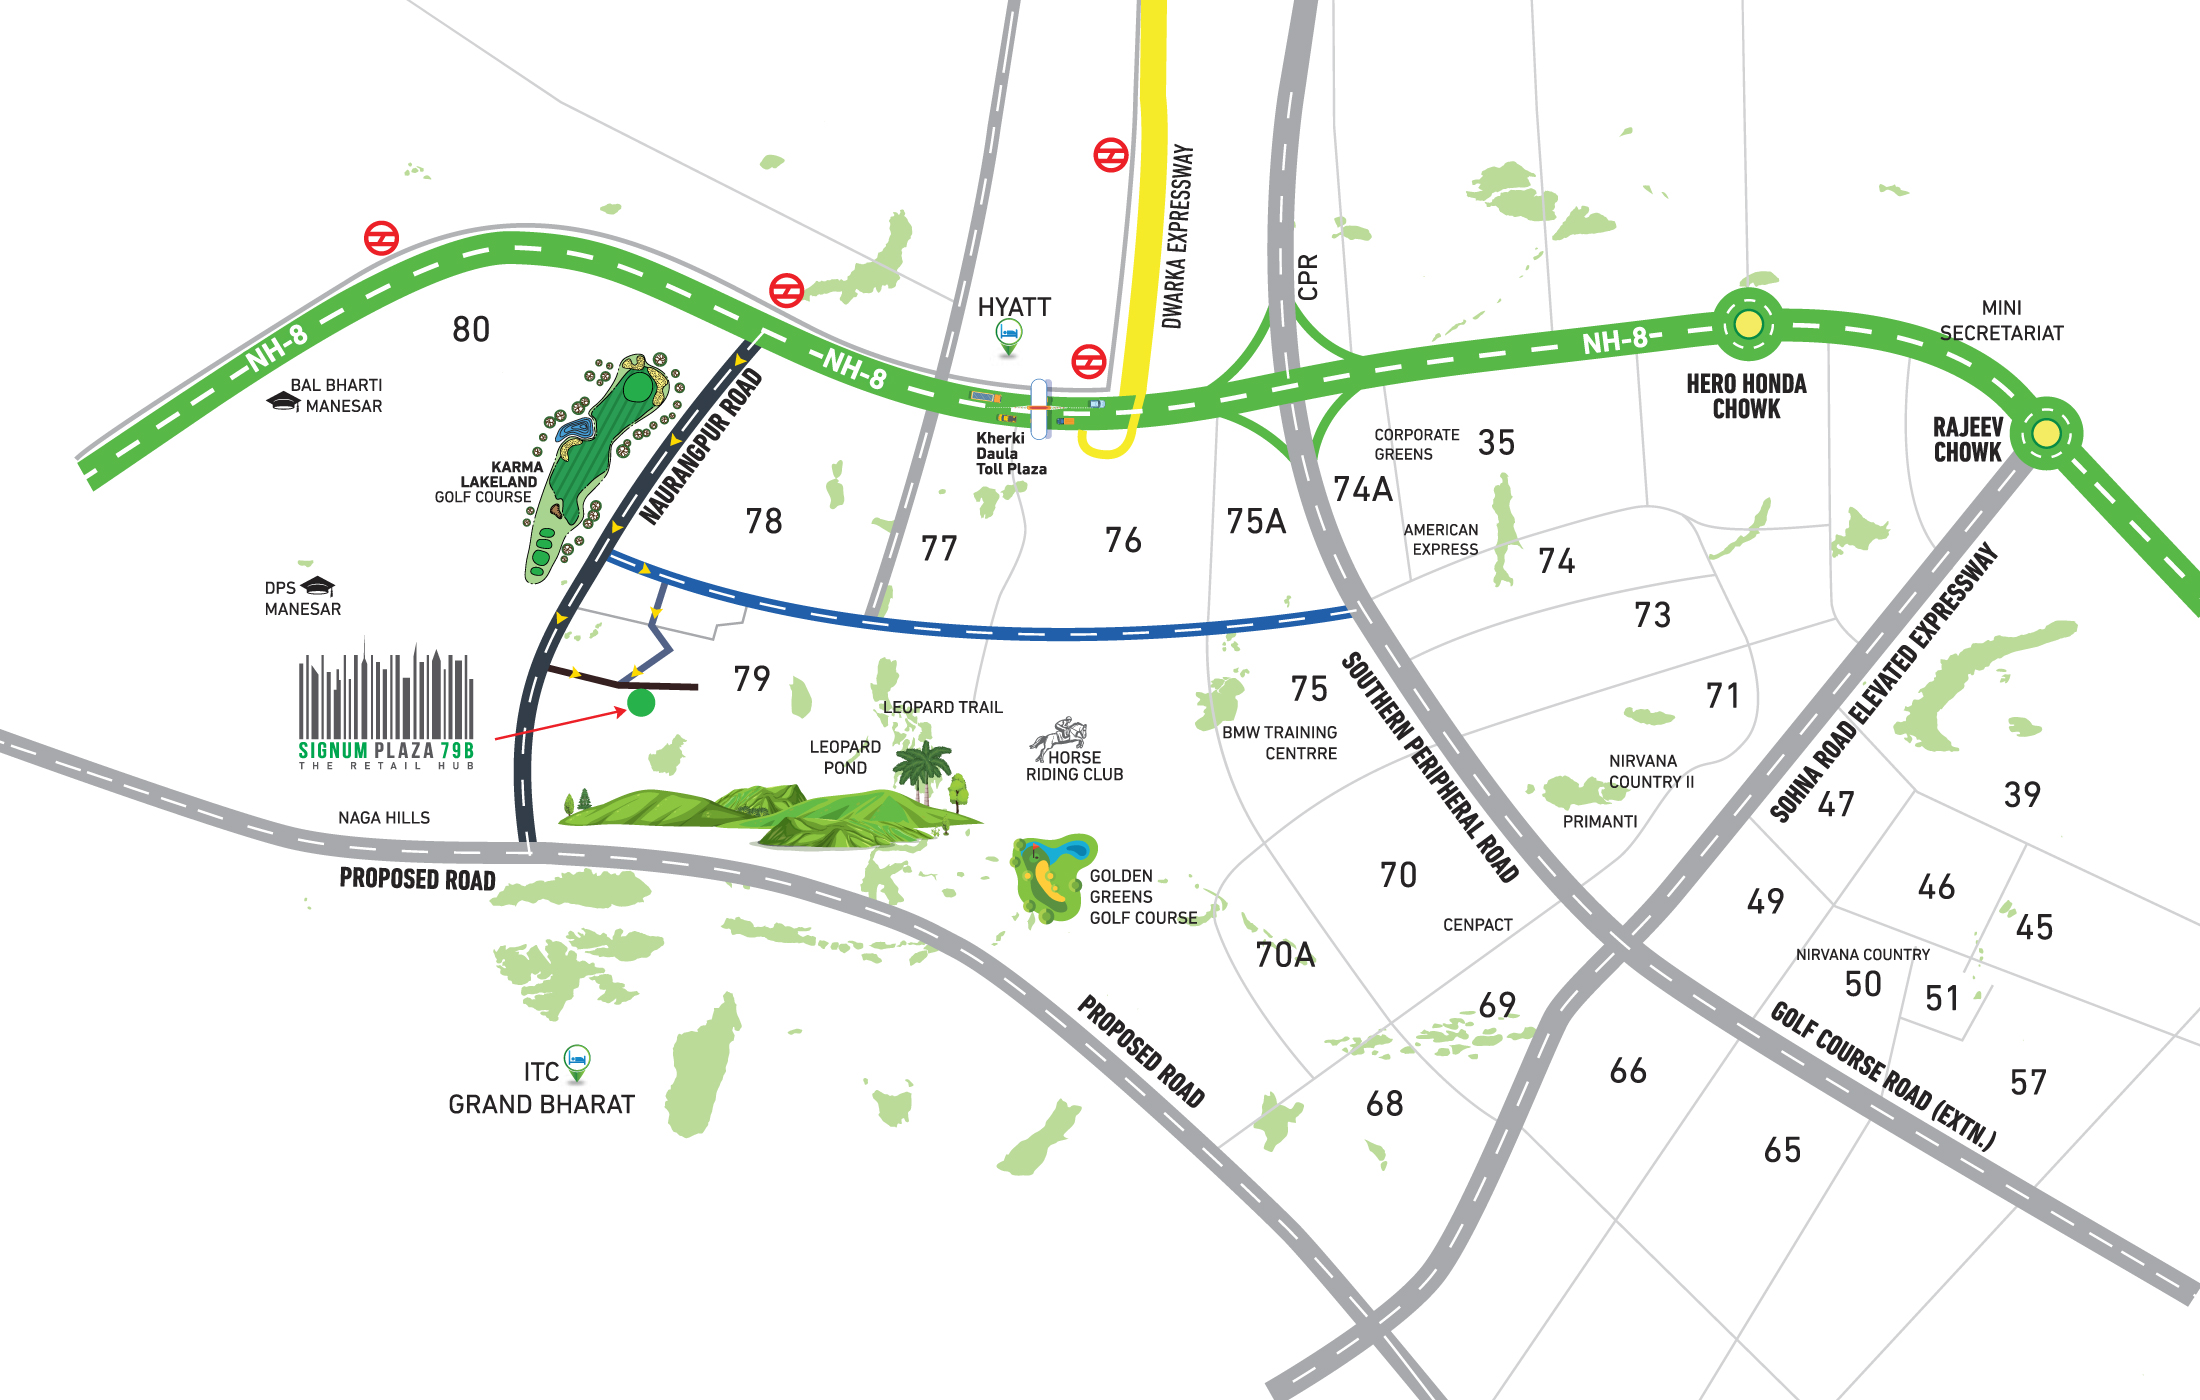 DWARKA EXPRESSWAY
CPR
HYATT
80
NH-8
NH-8
NH-8-
MINI
SECRETARIAT
HERO HONDA
CHOWK
RAJEEV
CHOWK
BAL BHARTI
MANESAR
KARMA
LAKELAND
GOLF COURSE
NAURANGPUR ROAD
Kherki
Daula
Toll Plaza
CORPORATE
GREENS
35
74A
78
77
76
75A
AMERICAN
EXPRESS
74
73
71
DPS
MANESAR
SIGNUM PLAZA 79B
THE RETAIL HUB
79
LEOPARD TRAIL
LEOPARD
POND
HORSE
RIDING CLUB
75
BMW TRAINING
CENTRRE
SOUTHERN PERIPHERAL ROAD
SOHNA ROAD ELEVATED EXPRESSWAY
NIRVANA
COUNTRY II
PRIMANTI
47
39
NAGA HILLS
PROPOSED ROAD
GOLDEN
GREENS
GOLF COURSE
70
CENPACT
70A
49
46
45
NIRVANA COUNTRY
50
51
69
PROPOSED ROAD
GOLF COURSE ROAD (EXTN.)
ITC
GRAND BHARAT
68
66
57
65